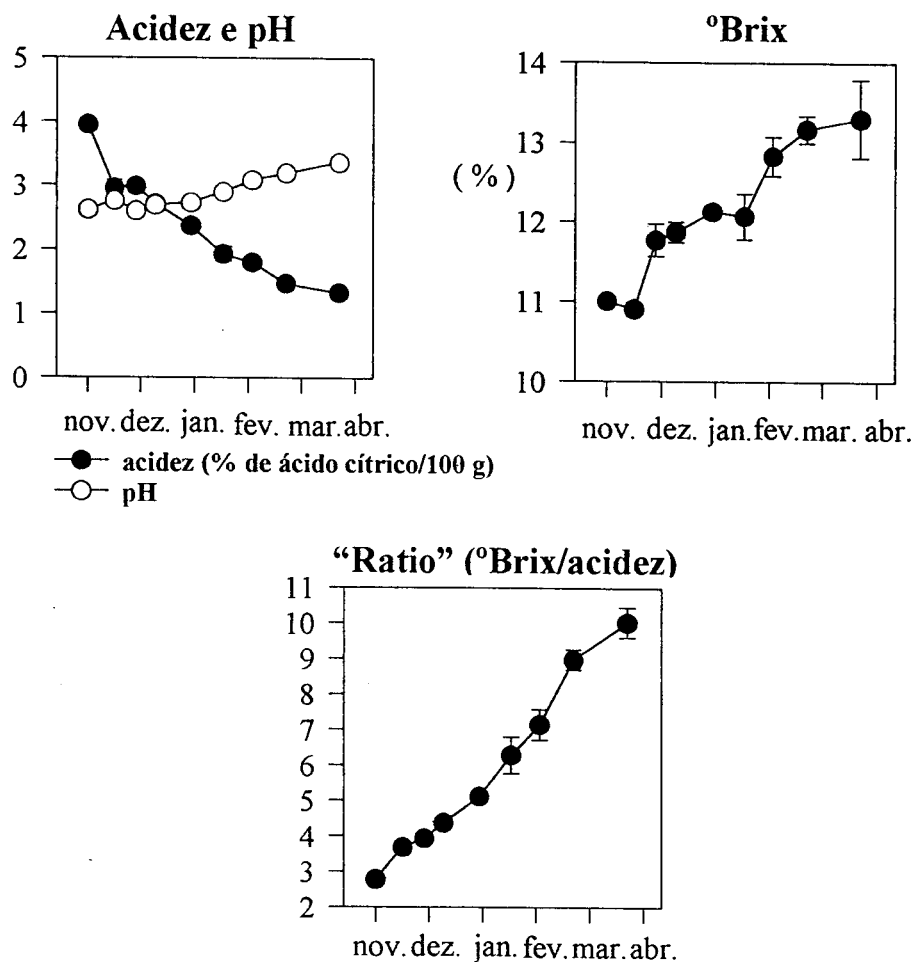 Acidez e pH
5
4
3
2
1
0
nov. dez. jan. fev. mar. abr.
acidez (% de ácido cítrico/100 g)
pH
ºBrix
14
13
(%)
12
11
10
nov. dez. jan. fev. mar. abr.
“Ratio” (ºBrix/acidez)
11
10
9
8
7
6
5
4
3
2
nov. dez. jan. fev. mar. abr.